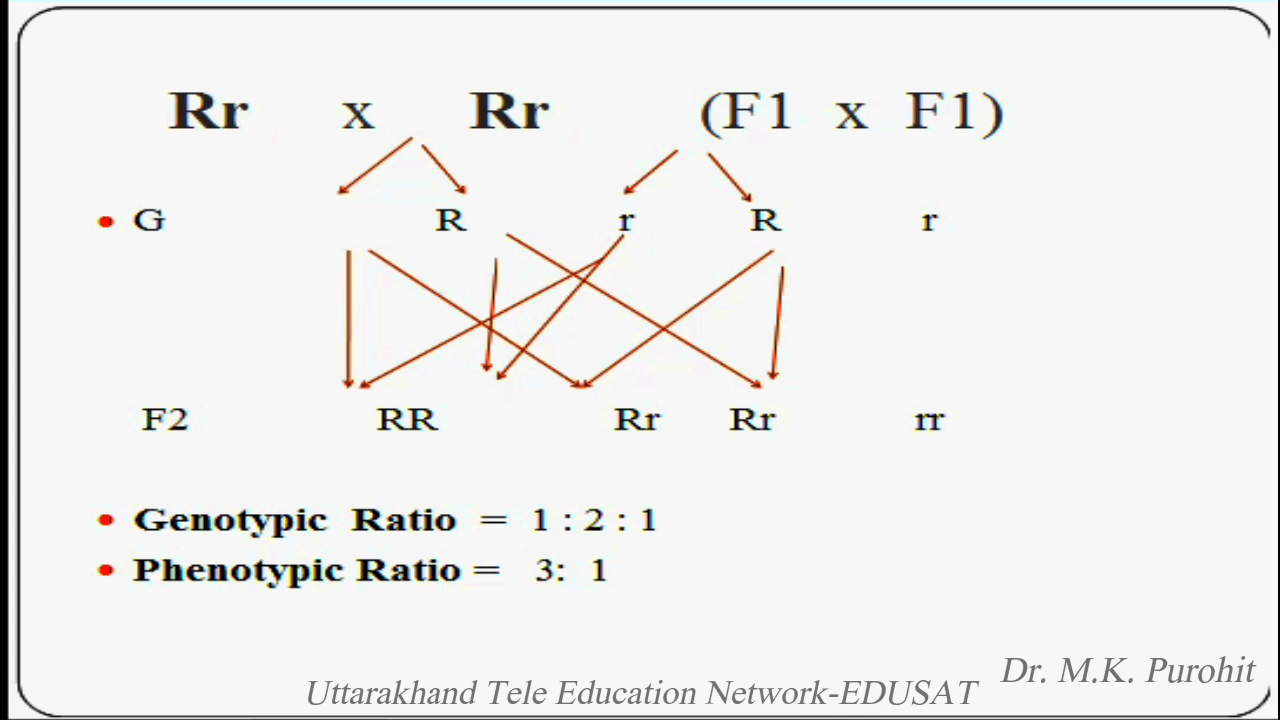 Rr x Rr (F1 x F1)
• G R r R r
F2 RR Rr Rr rr
• Genotypic Ratio = 1 : 2 : 1
• Phenotypic Ratio = 3: 1
Dr. M.K. Purohit
Uttarakhand Tele Education Network-EDUSAT